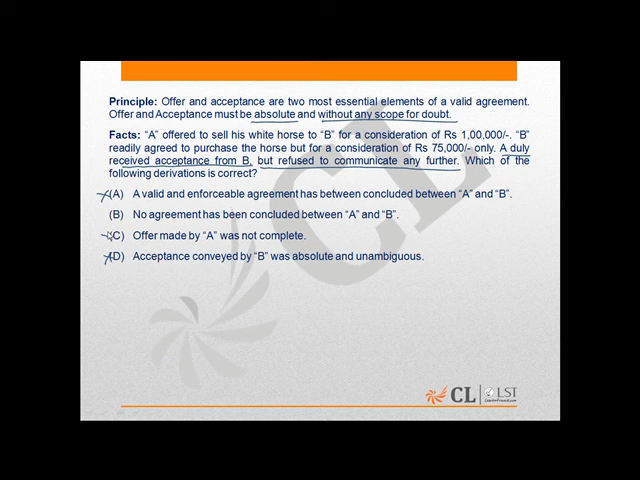 Principle: Offer and acceptance are two most essential elements of a valid agreement.
Offer and Acceptance must be absolute and without any scope for doubt.
Facts: “A” offered to sell his white horse to “B” for a consideration of Rs 1,00,000/-. “B”
readily agreed to purchase the horse but for a consideration of Rs 75,000/- only. A duly
received acceptance from B, but refused to communicate any further. Which of the
following derivations is correct?
(A) A valid and enforceable agreement has between concluded between “A” and “B”.
(B) No agreement has been concluded between “A” and “B”.
(C) Offer made by “A” was not complete.
(D) Acceptance conveyed by “B” was absolute and unambiguous.
CL
CL
LST